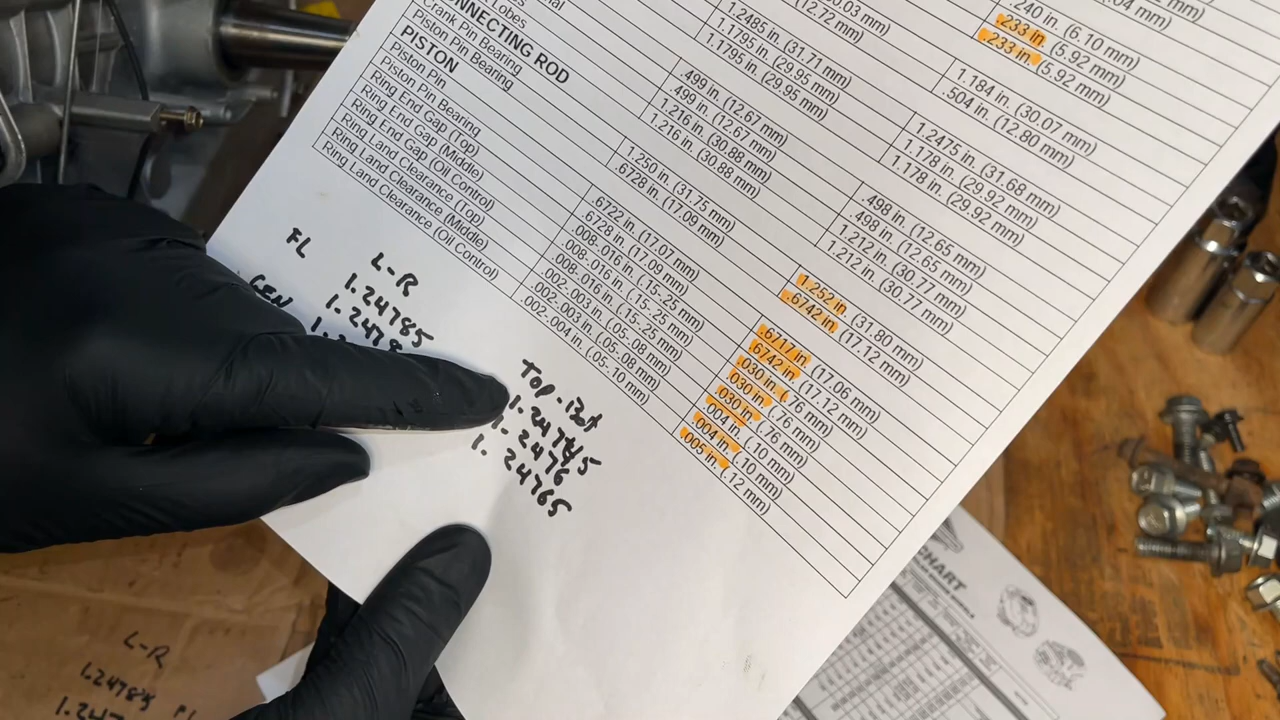 .240 in. (6.10 mm)
.233 in. (5.92 mm)
.233 in. (5.92 mm)
(12.72 mm)
Lobes
1.2485 in. (31.71 mm)
1.184 in. (30.07 mm)
1.1795 in. (29.95 mm)
.504 in. (12.80 mm)
1.1795 in. (29.95 mm)
CONNECTING ROD
Crank Pin Bearing
.499 in. (12.67 mm)
1.2475 in. (31.68 mm)
Piston Pin Bearing
.499 in. (12.67 mm)
1.178 in. (29.92 mm)
PISTON
1.216 in. (30.88 mm)
1.178 in. (29.92 mm)
Piston Pin
1.216 in. (30.88 mm)
.498 in. (12.65 mm)
Piston Pin Bearing
.498 in. (12.65 mm)
Ring End Gap (Top)
1.250 in. (31.75 mm)
1.212 in. (30.77 mm)
Ring End Gap (Middle)
.6728 in. (17.09 mm)
1.212 in. (30.77 mm)
Ring End Gap (Oil Control)
Ring Land Clearance (Top)
.6722 in. (17.07 mm)
1.252 in. (31.80 mm)
Ring Land Clearance (Middle)
.6728 in. (17.09 mm)
.6742 in. (17.12 mm)
Ring Land Clearance (Oil Control)
.008-.016 in. (.15-.25 mm)
.6717 in. (17.06 mm)
.008-.016 in. (.15-.25 mm)
.6742 in. (17.12 mm)
.008-.016 in. (.15-.25 mm)
.030 in. (.76 mm)
.002-.003 in. (.05-.08 mm)
.030 in. (.76 mm)
.002-.003 in. (.05-.08 mm)
.030 in. (.76 mm)
.002-.004 in. (.05-.10 mm)
.004 in. (.10 mm)
.004 in. (.10 mm)
.005 in. (.12 mm)
FL
L-R
CEN
1.24785
1.2478
Top-Bot
1.24745
1.2476
1.24765
L-R
1.24785
1.247
CHART